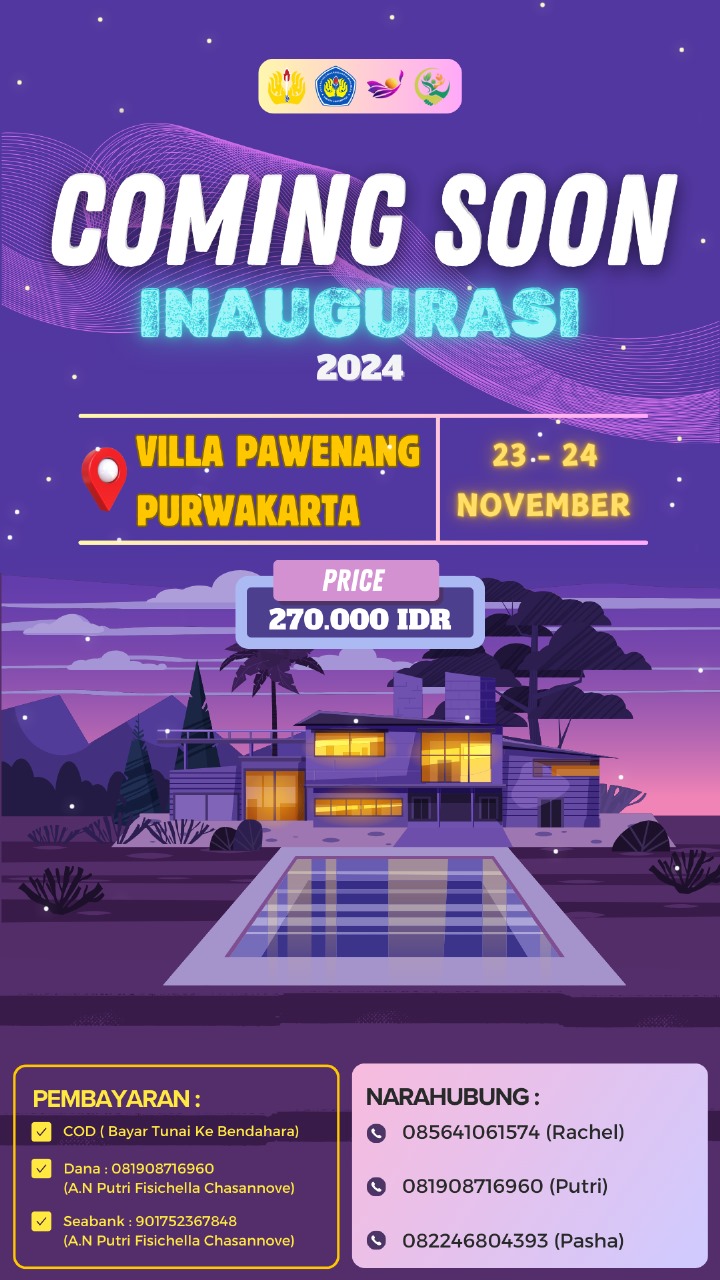 COMING SOON
INAUGURASI
2024
VILLA PAWENANG
PURWAKARTA
23 - 24
NOVEMBER
PRICE
270.000 IDR
PEMBAYARAN :
COD ( Bayar Tunai Ke Bendahara)
Dana : 081908716960
(A.N Putri Fisichella Chasannove)
Seabank : 901752367848
(A.N Putri Fisichella Chasannove)
NARAHUBUNG :
085641061574 (Rachel)
081908716960 (Putri)
082246804393 (Pasha)